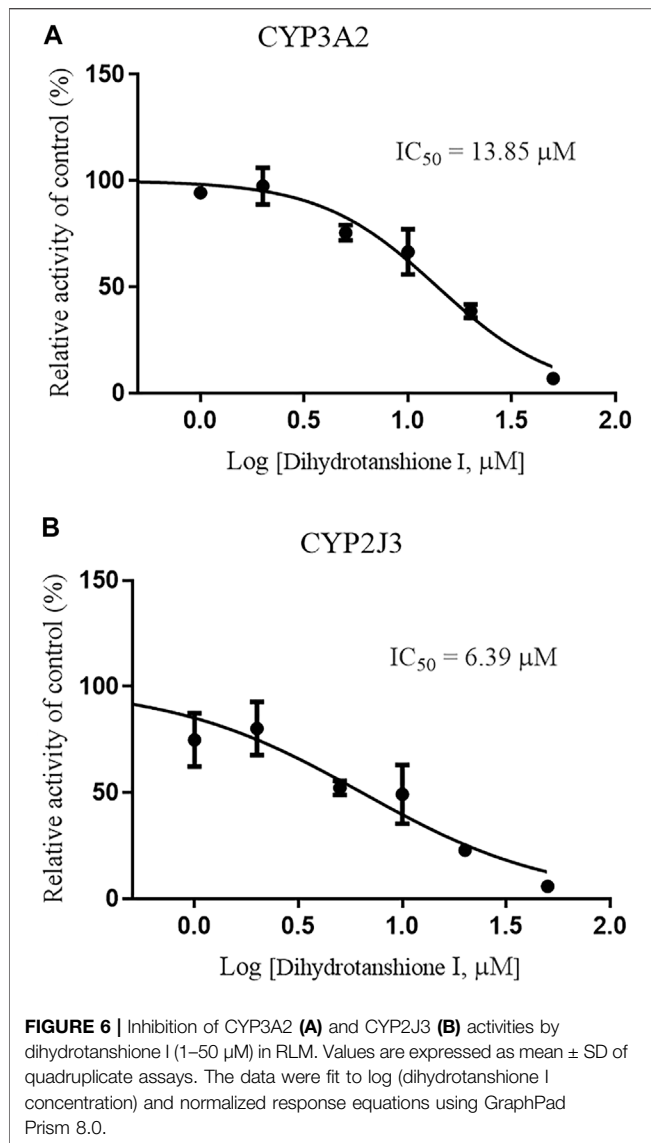 A
CYP3A2
150
100
50
0
Relative activity of control (%)
IC₅₀ = 13.85 µM
0.0 0.5 1.0 1.5 2.0
Log [Dihydrotanshione I, µM]
B
CYP2J3
150
100
50
0
Relative activity of control (%)
IC₅₀ = 6.39 µM
0.0 0.5 1.0 1.5 2.0
Log [Dihydrotanshione I, µM]
FIGURE 6 | Inhibition of CYP3A2 (A) and CYP2J3 (B) activities by
dihydrotanshione I (1–50 µM) in RLM. Values are expressed as mean ± SD of
quadruplicate assays. The data were fit to log (dihydrotanshione I
concentration) and normalized response equations using GraphPad
Prism 8.0.